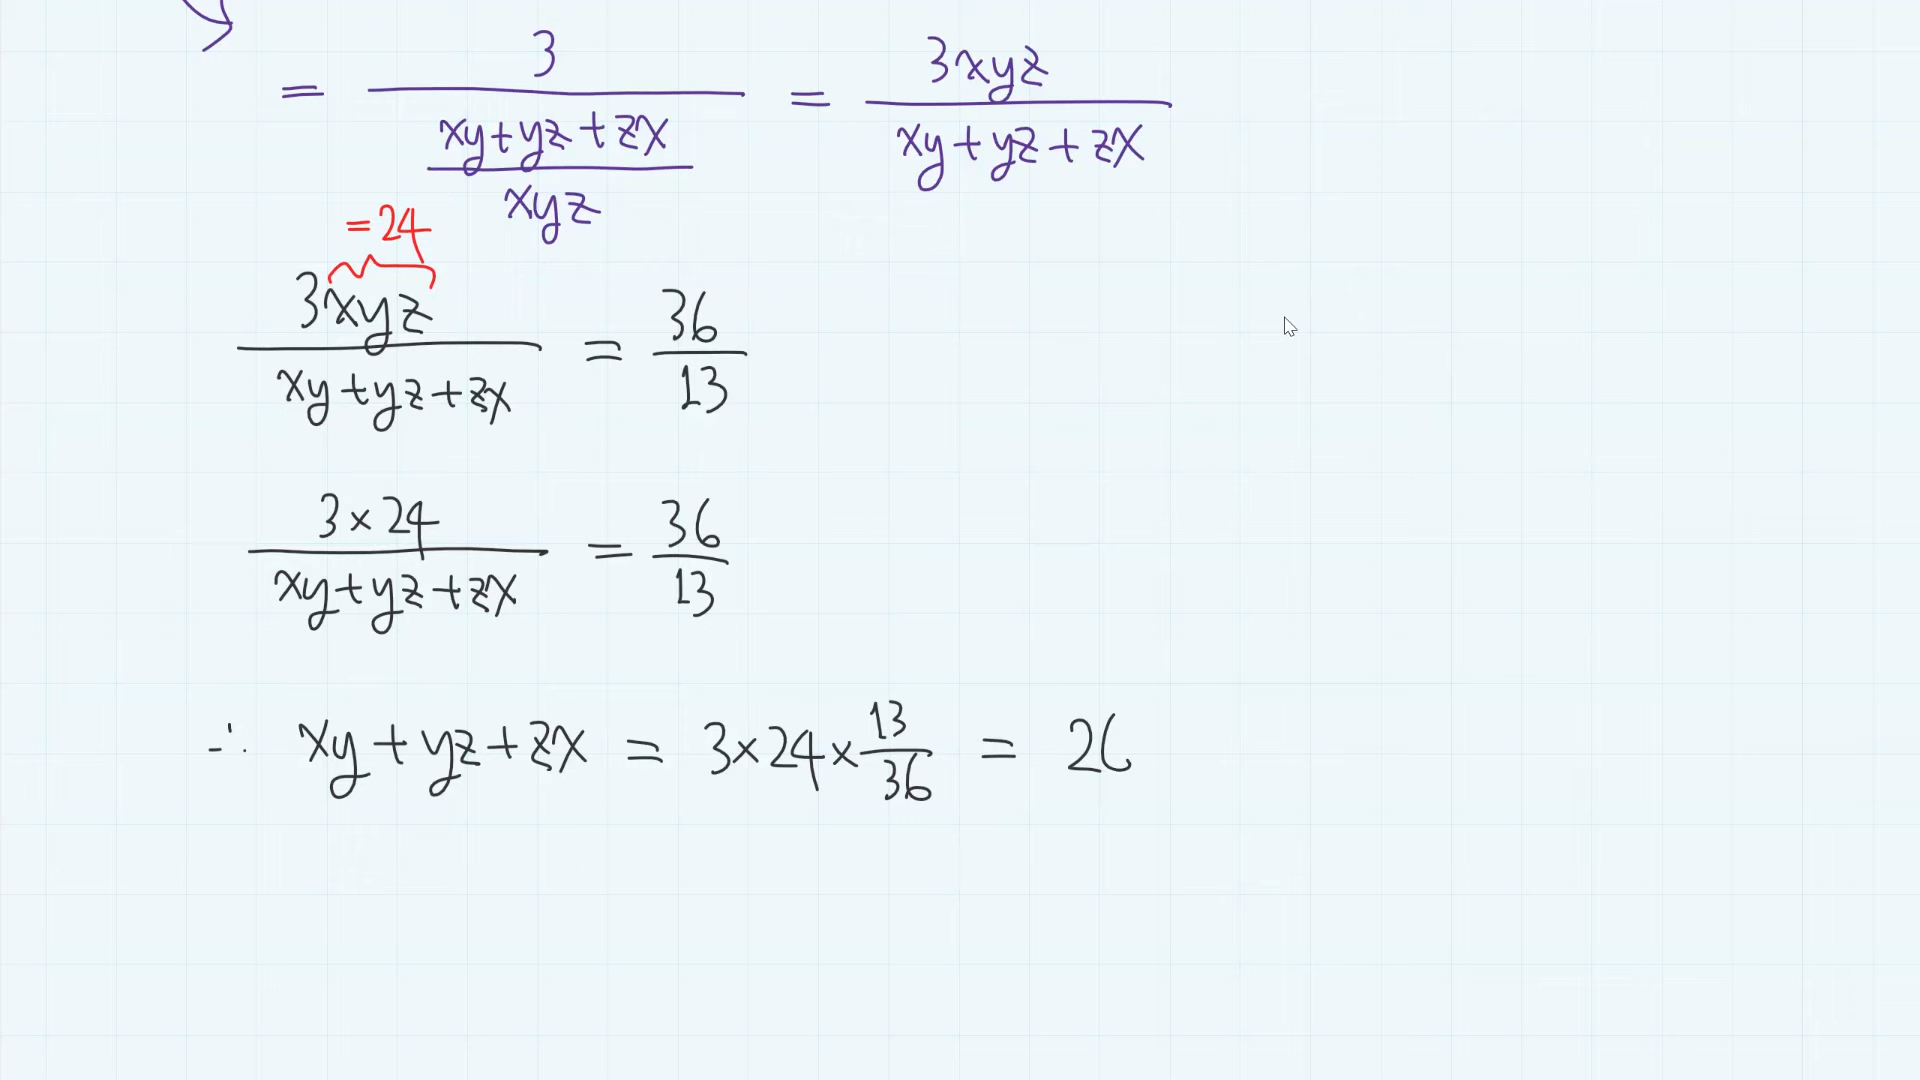 = 3 / ((xy+yz+zx) / xyz) = 3xyz / (xy+yz+zx)
=24
3xyz / (xy+yz+zx) = 36/13
3×24 / (xy+yz+zx) = 36/13
∴ xy+yz+zx = 3×24×13/36 = 26